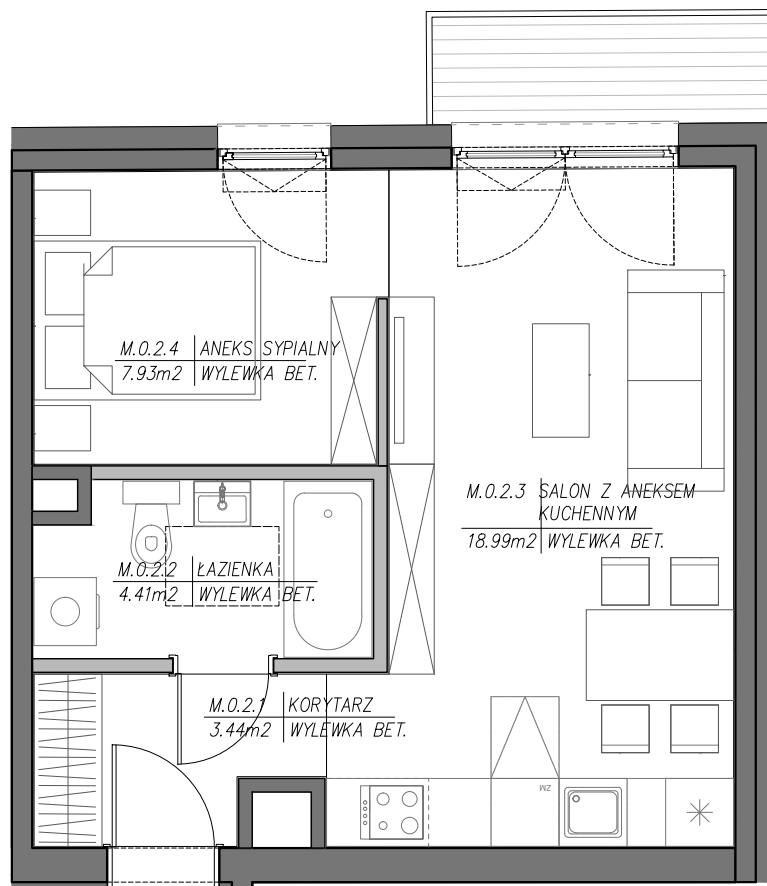 M.0.2.4 ANEKS SYPIALNY
7.93m2 WYLEWKA BET.
M.0.2.3 SALON Z ANEKSEM
KUCHENNYM
18.99m2 WYLEWKA BET.
M.0.2.2 ŁAZIENKA
4.41m2 WYLEWKA BET.
M.0.2.1 KORYTARZ
3.44m2 WYLEWKA BET.
ZM